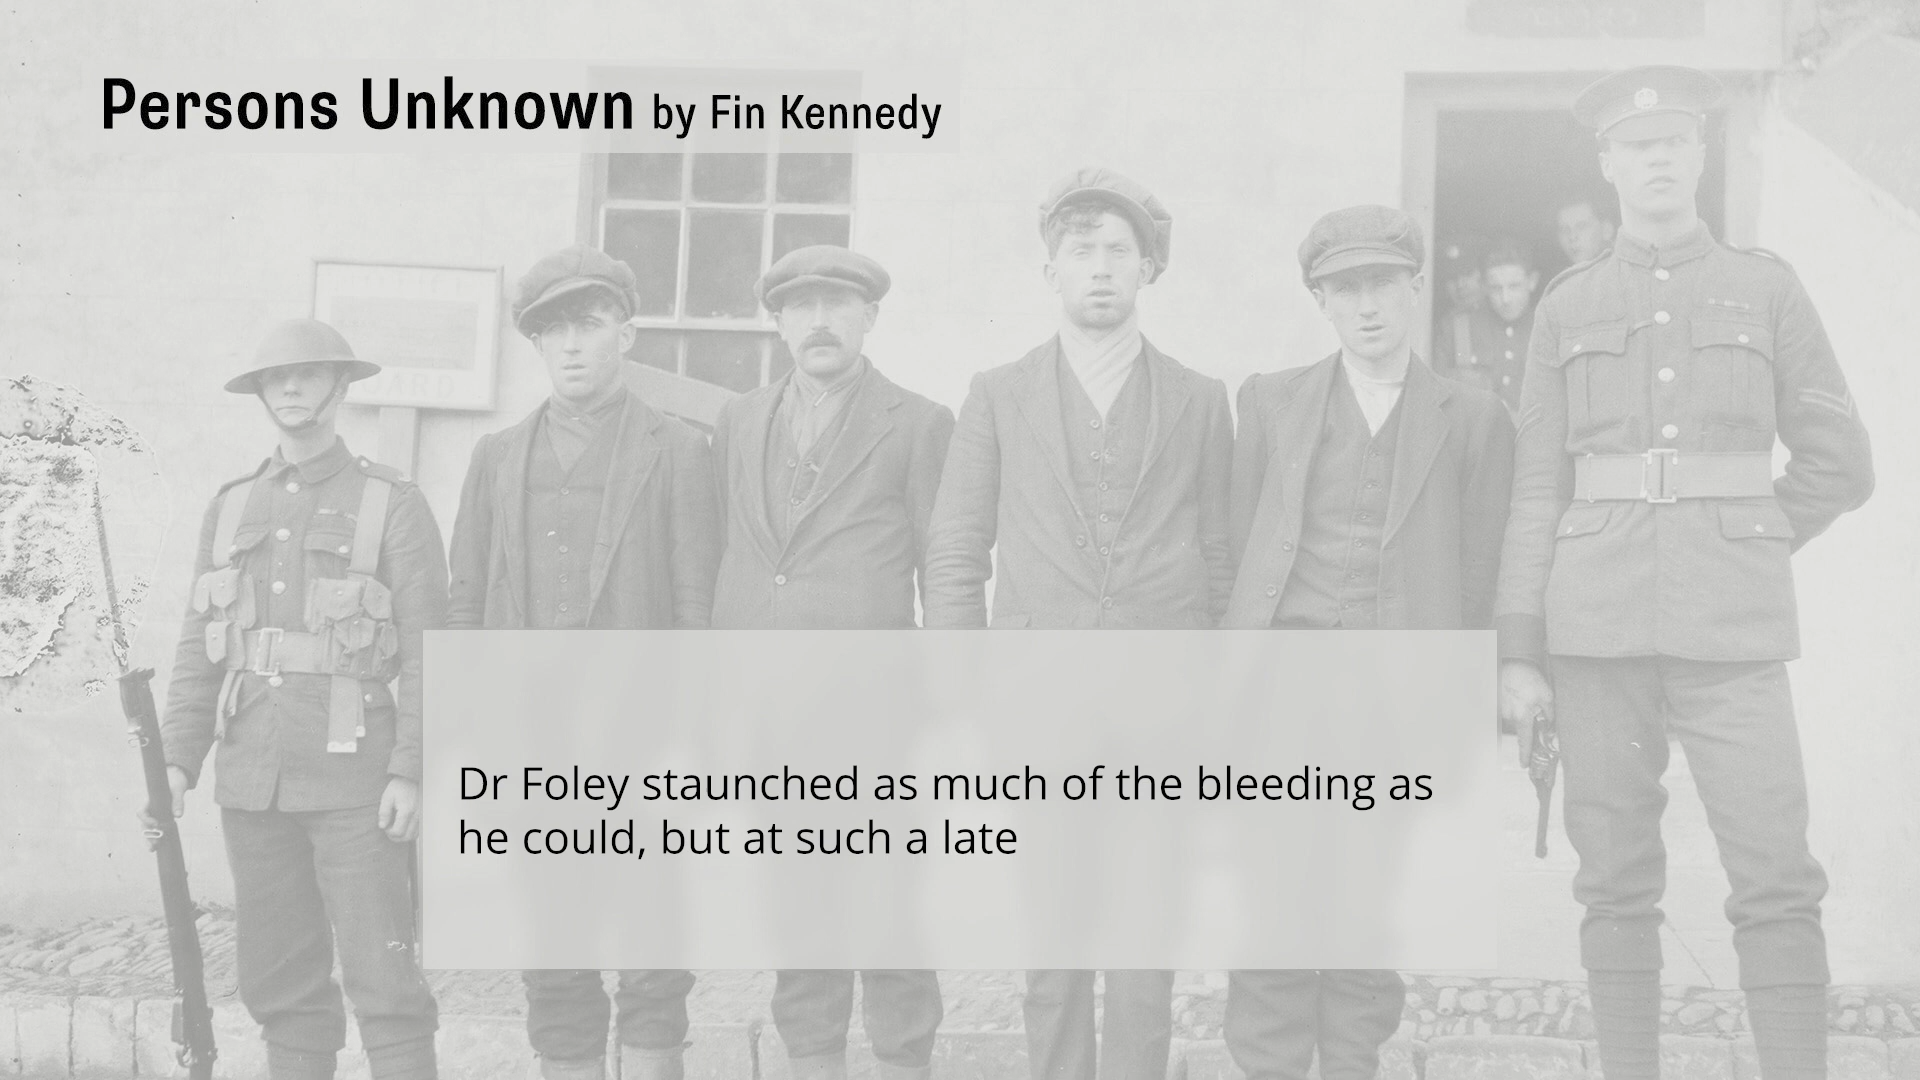 Persons Unknown by Fin Kennedy
Dr Foley staunched as much of the bleeding as
he could, but at such a late